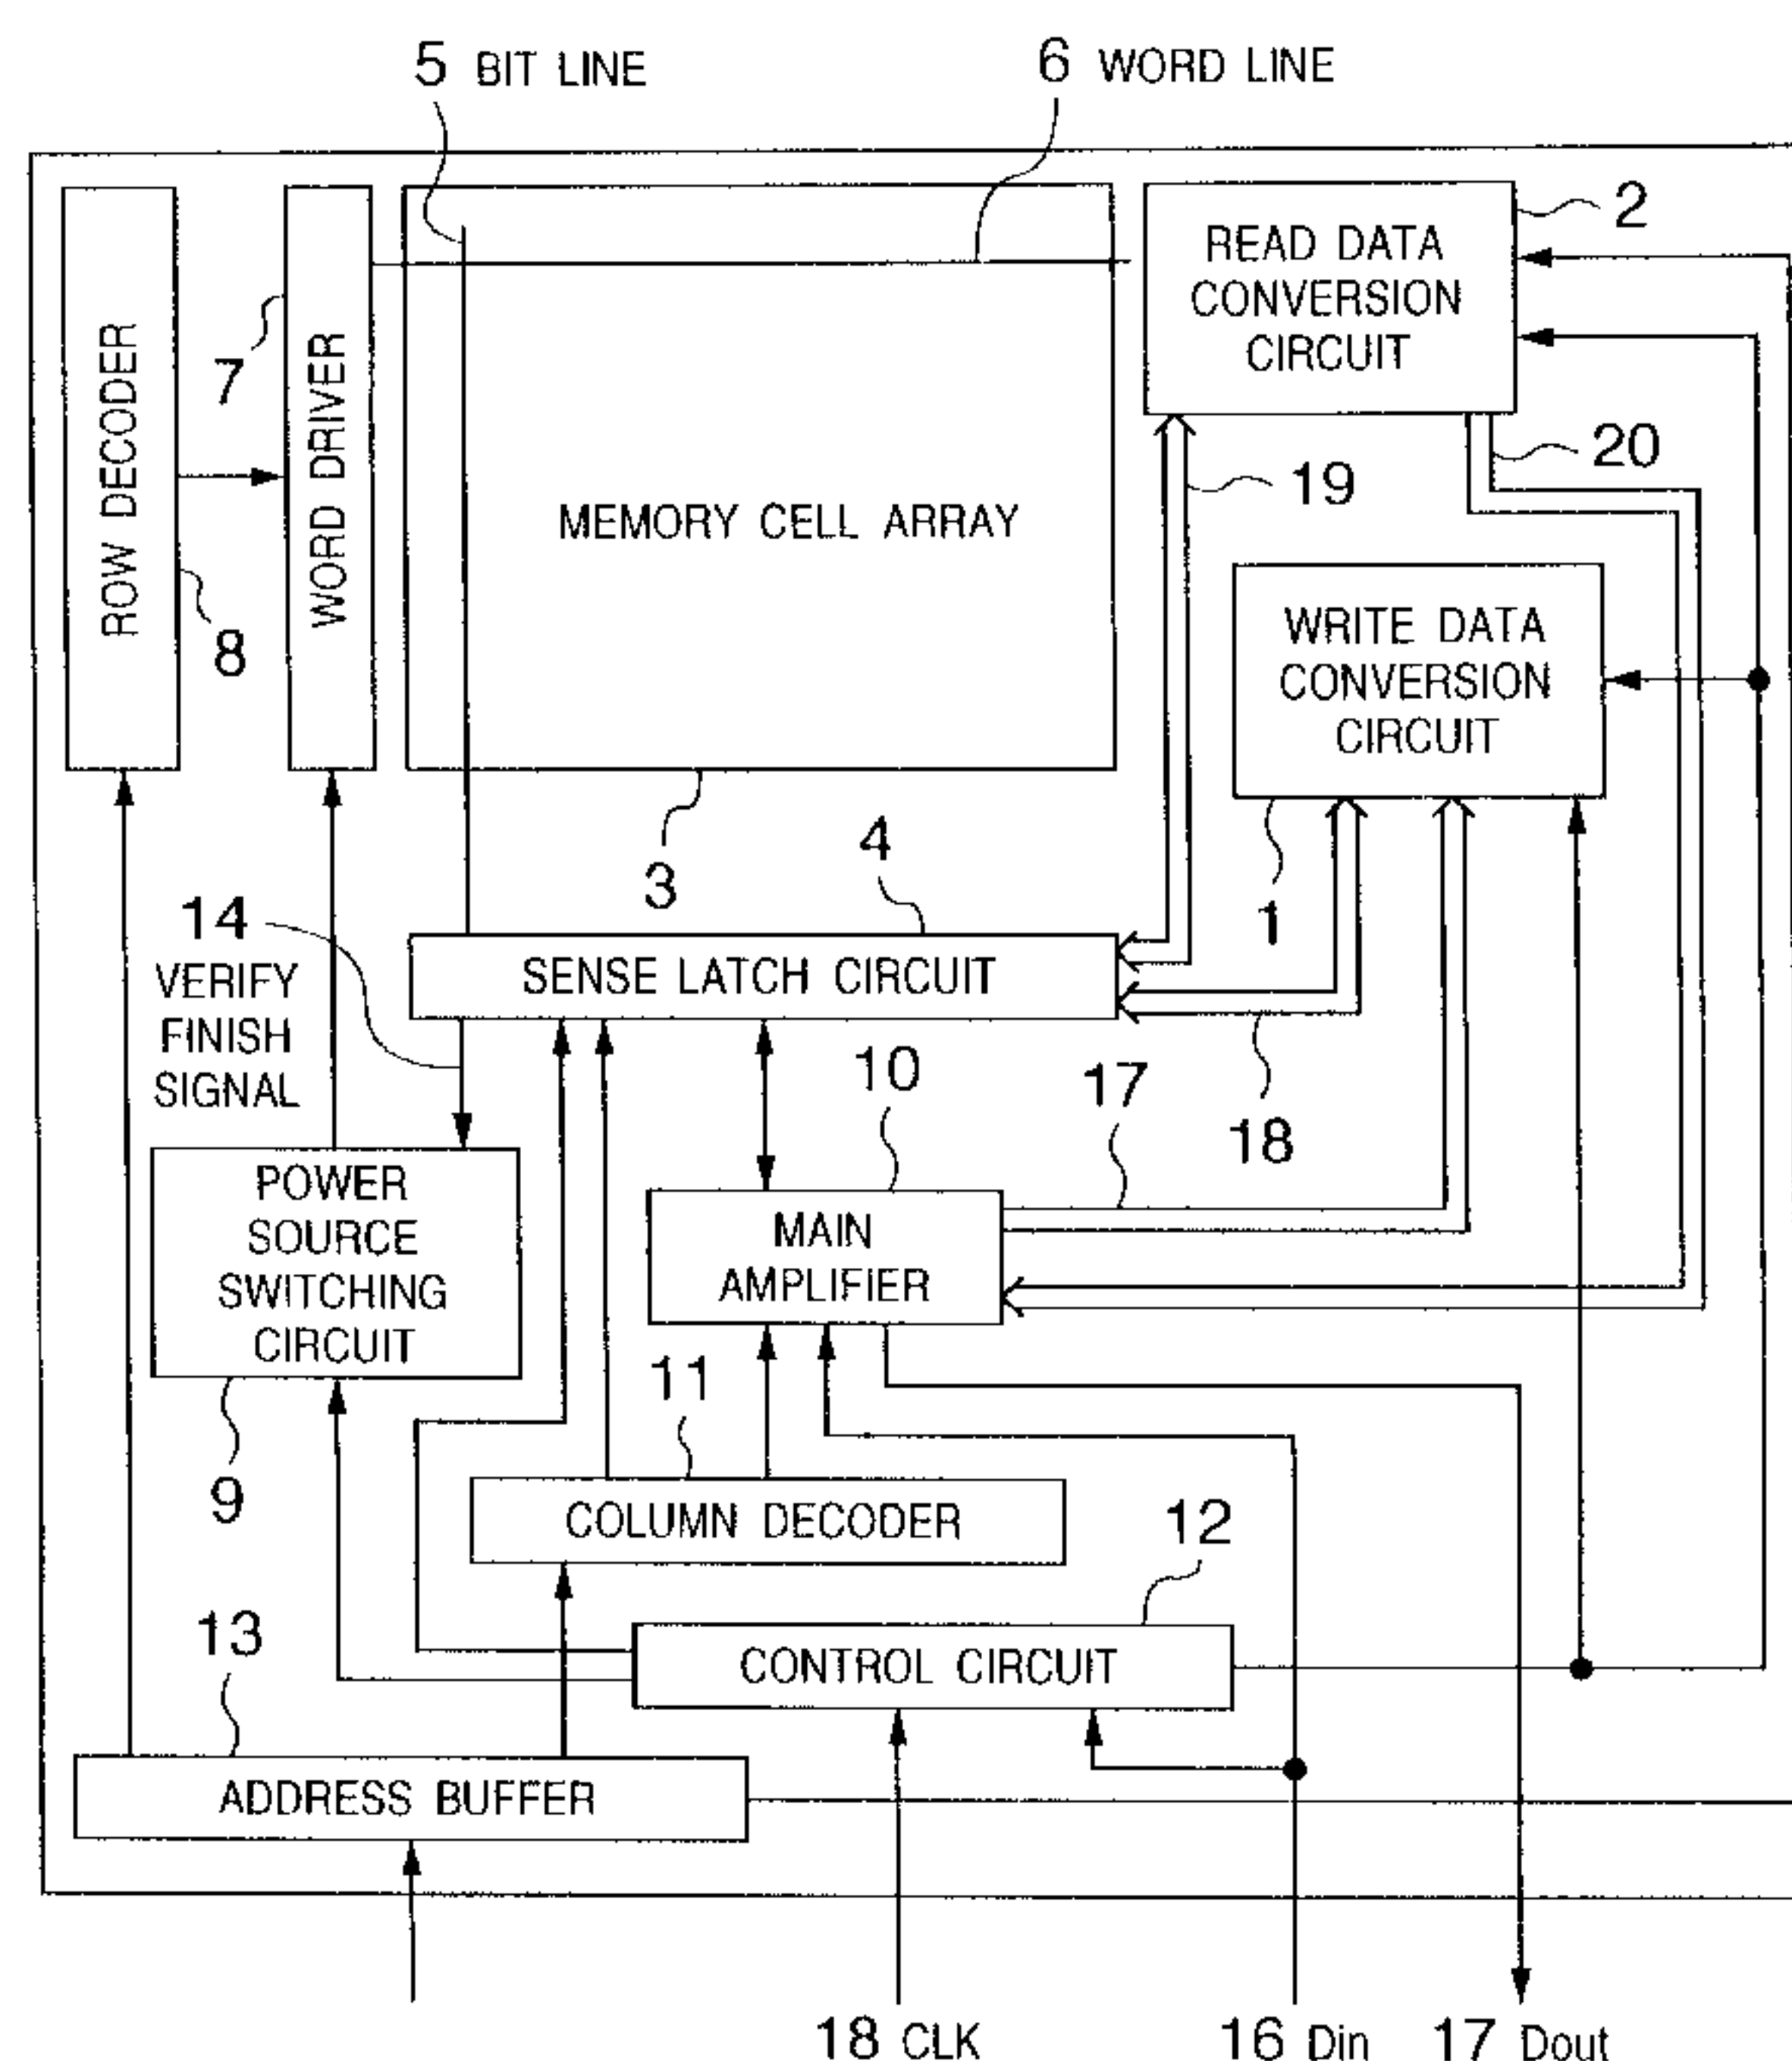 5 BIT LINE
6 WORD LINE
2
READ DATA
CONVERSION
CIRCUIT
7
ROW DECODER
WORD DRIVER
20
19
MEMORY CELL ARRAY
8
WRITE DATA
CONVERSION
CIRCUIT
4
3
1
14
VERIFY
FINISH
SIGNAL
SENSE LATCH CIRCUIT
10
17
18
POWER
SOURCE
SWITCHING
CIRCUIT
MAIN
AMPLIFIER
11
9
COLUMN DECODER
12
13
CONTROL CIRCUIT
ADDRESS BUFFER
18 CLK
16 Din
17 Dout